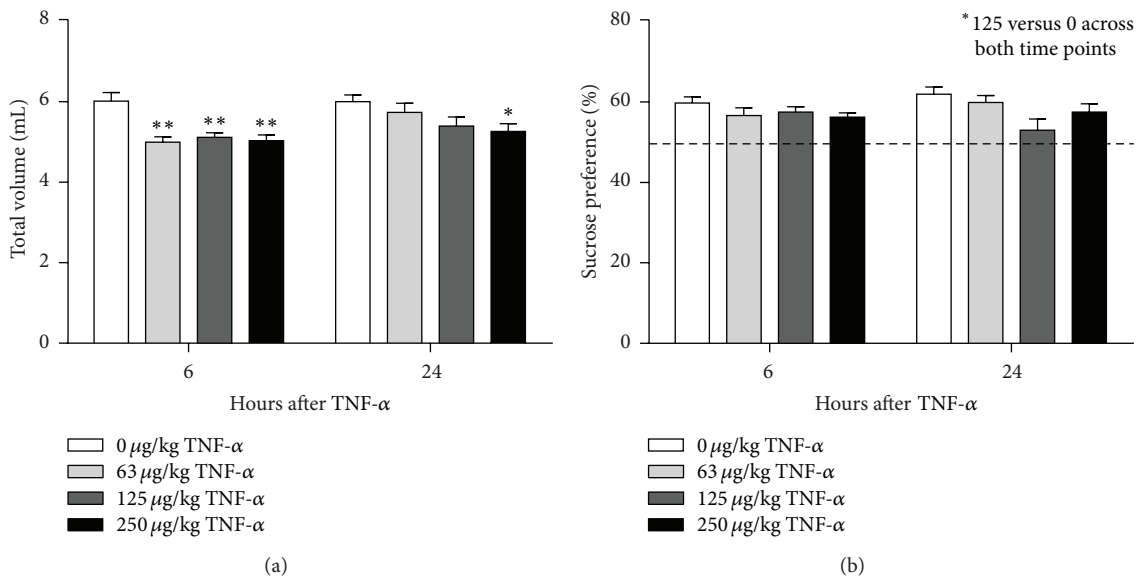 8
6
4
2
0
Total volume (mL)
**
**
**
*
6
24
Hours after TNF-α
0 μg/kg TNF-α
63 μg/kg TNF-α
125 μg/kg TNF-α
250 μg/kg TNF-α
(a)
80
60
40
20
0
Sucrose preference (%)
*125 versus 0 across
both time points
6
24
Hours after TNF-α
0 μg/kg TNF-α
63 μg/kg TNF-α
125 μg/kg TNF-α
250 μg/kg TNF-α
(b)